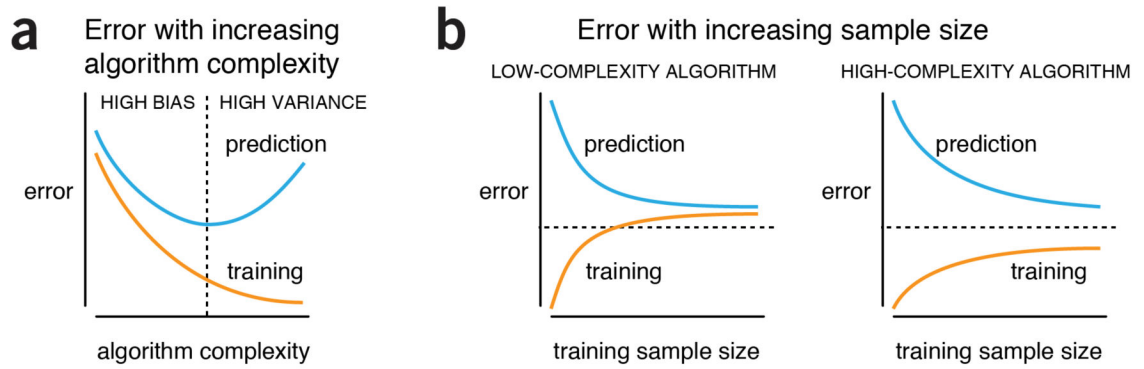 a
Error with increasing
algorithm complexity
HIGH BIAS
HIGH VARIANCE
prediction
error
training
algorithm complexity
b
Error with increasing sample size
LOW-COMPLEXITY ALGORITHM
prediction
error
training
training sample size
HIGH-COMPLEXITY ALGORITHM
prediction
error
training
training sample size